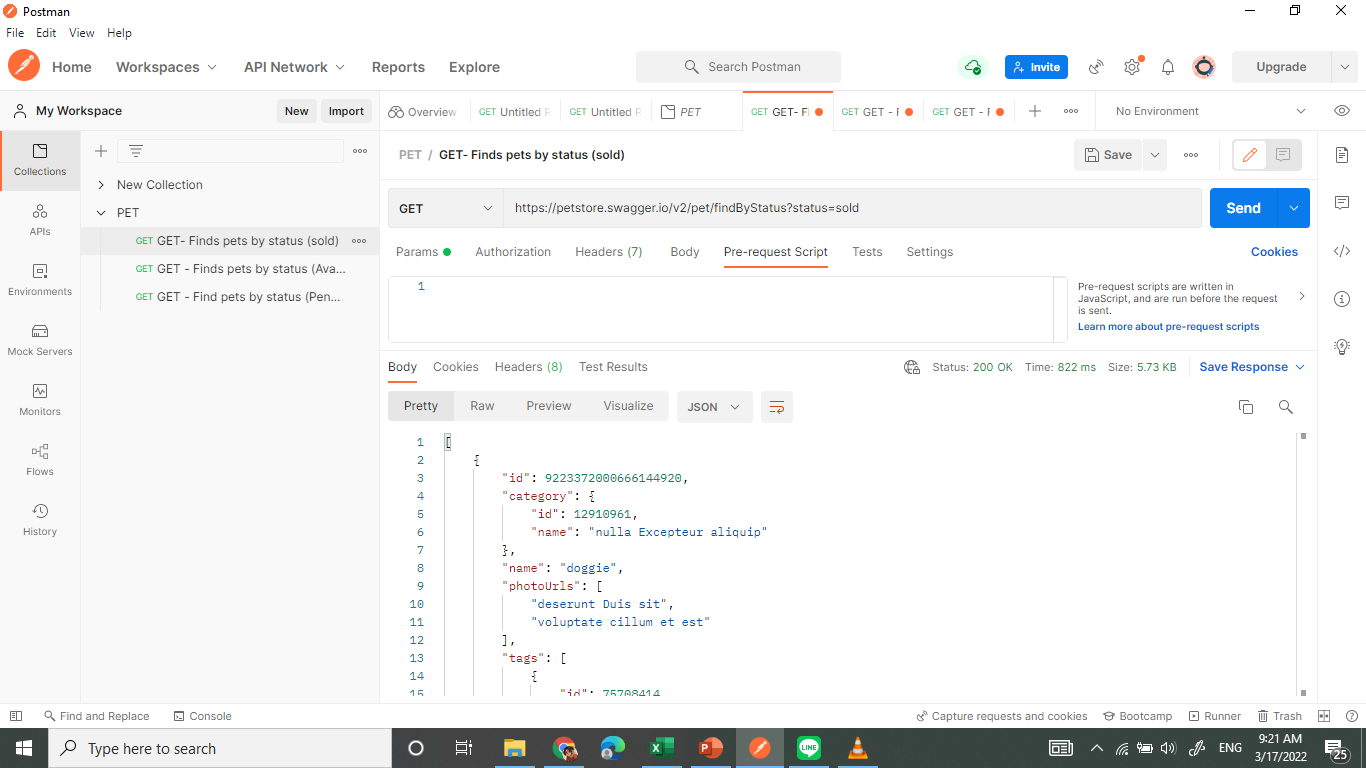 Postman
File Edit View Help
Home Workspaces API Network Reports Explore Search Postman Invite Upgrade
My Workspace New Import
Overview GET Untitled R GET Untitled R PET GET GET- FI GET GET - F GET GET - F No Environment
Collections
APIs
Environments
Mock Servers
Monitors
Flows
History
New Collection
PET
GET GET- Finds pets by status (sold)
GET GET - Finds pets by status (Ava...
GET GET - Find pets by status (Pen...
PET / GET- Finds pets by status (sold) Save
GET https://petstore.swagger.io/v2/pet/findByStatus?status=sold Send
Params Authorization Headers (7) Body Pre-request Script Tests Settings Cookies
1
Pre-request scripts are written in
JavaScript, and are run before the request
is sent.
Learn more about pre-request scripts
Body Cookies Headers (8) Test Results Status: 200 OK Time: 822 ms Size: 5.73 KB Save Response
Pretty Raw Preview Visualize JSON
1 [
2 {
3 "id": 9223372000666144920,
4 "category": {
5 "id": 12910961,
6 "name": "nulla Excepteur aliquip"
7 },
8 "name": "doggie",
9 "photoUrls": [
10 "deserunt Duis sit",
11 "voluptate cillum et est"
12 ],
13 "tags": [
14 {
15 "id": 75708414
Find and Replace Console Capture requests and cookies Bootcamp Runner Trash
Type here to search ENG 9:21 AM
3/17/2022 25